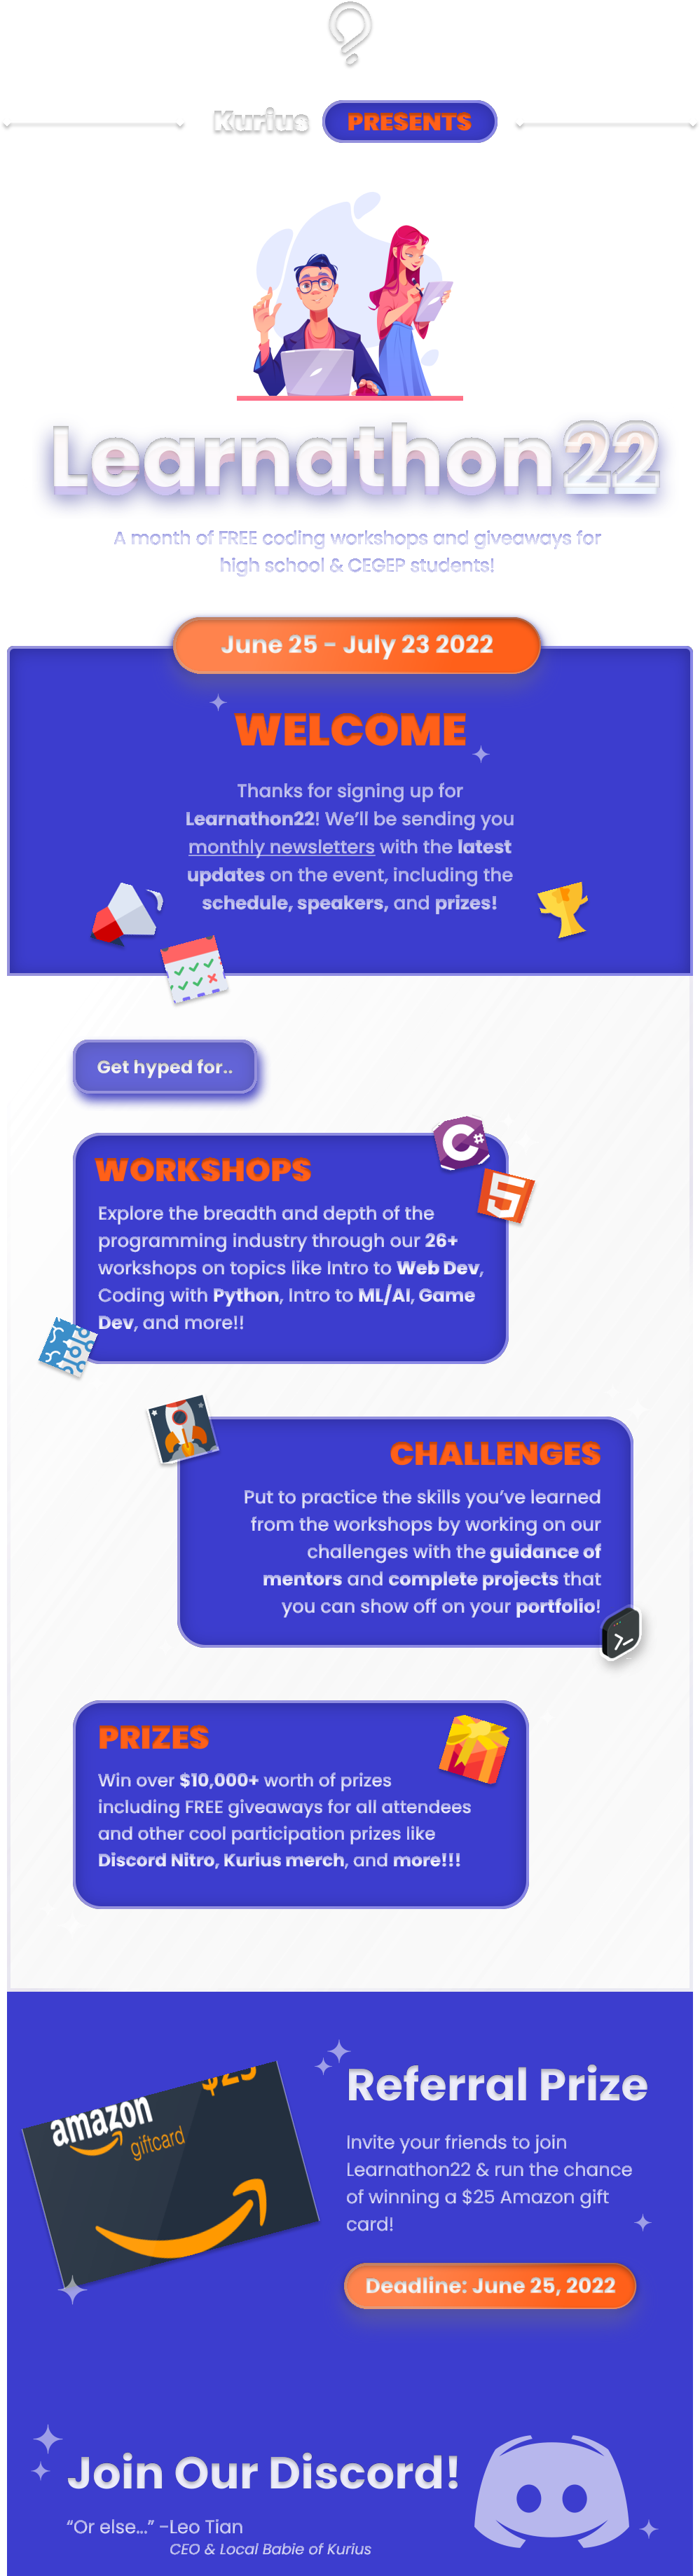 Kurius PRESENTS
Learnathon22
A month of FREE coding workshops and giveaways for
high school & CEGEP students!
June 25 - July 23 2022
WELCOME
Thanks for signing up for
Learnathon22! We’ll be sending you
monthly newsletters with the latest
updates on the event, including the
schedule, speakers, and prizes!
Get hyped for..
C#
5
WORKSHOPS
Explore the breadth and depth of the
programming industry through our 26+
workshops on topics like Intro to Web Dev,
Coding with Python, Intro to ML/AI, Game
Dev, and more!!
CHALLENGES
Put to practice the skills you’ve learned
from the workshops by working on our
challenges with the guidance of
mentors and complete projects that
you can show off on your portfolio!
PRIZES
Win over $10,000+ worth of prizes
including FREE giveaways for all attendees
and other cool participation prizes like
Discord Nitro, Kurius merch, and more!!!
$25
amazon
giftcard
Referral Prize
Invite your friends to join
Learnathon22 & run the chance
of winning a $25 Amazon gift
card!
Deadline: June 25, 2022
Join Our Discord!
“Or else...” -Leo Tian
CEO & Local Babie of Kurius